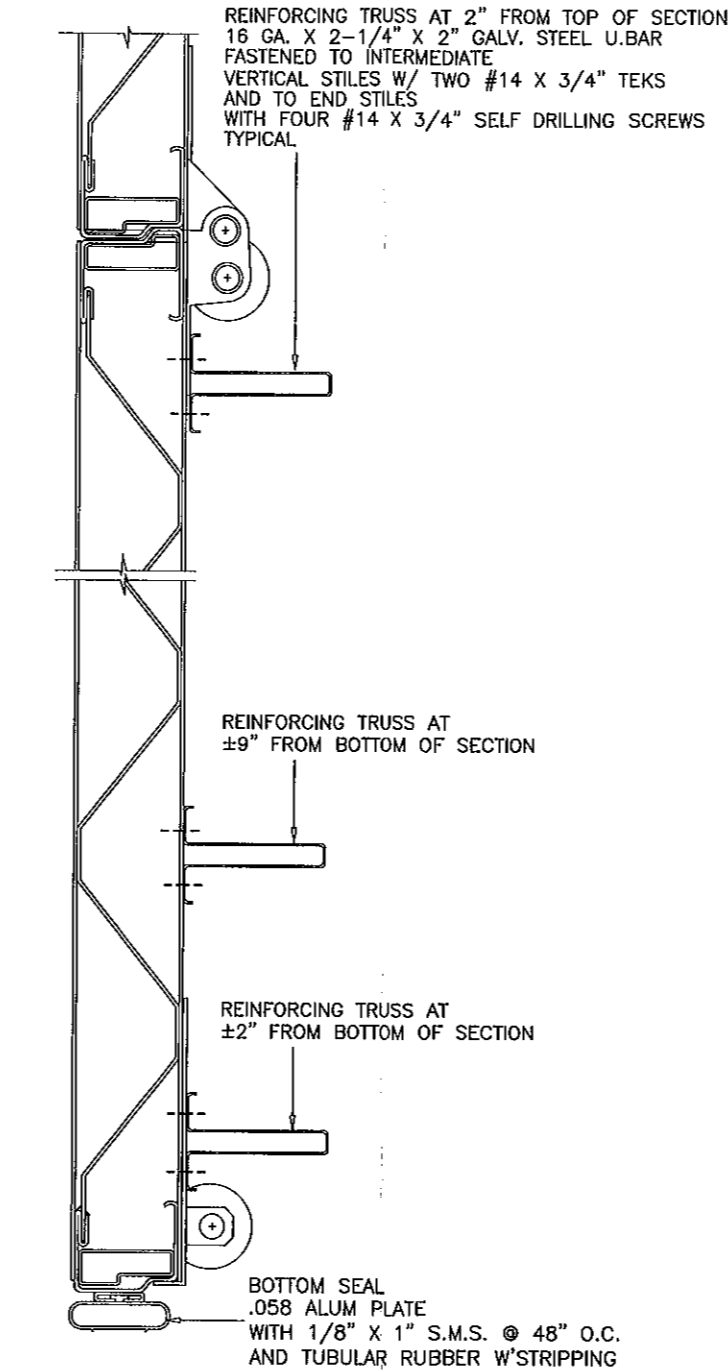 REINFORCING TRUSS AT 2" FROM TOP OF SECTION
16 GA. X 2-1/4" X 2" GALV. STEEL U.BAR
FASTENED TO INTERMEDIATE
VERTICAL STILES W/ TWO #14 X 3/4" TEKS
AND TO END STILES
WITH FOUR #14 X 3/4" SELF DRILLING SCREWS
TYPICAL
REINFORCING TRUSS AT
±9" FROM BOTTOM OF SECTION
REINFORCING TRUSS AT
±2" FROM BOTTOM OF SECTION
BOTTOM SEAL
.058 ALUM PLATE
WITH 1/8" X 1" S.M.S. @ 48" O.C.
AND TUBULAR RUBBER W'STRIPPING